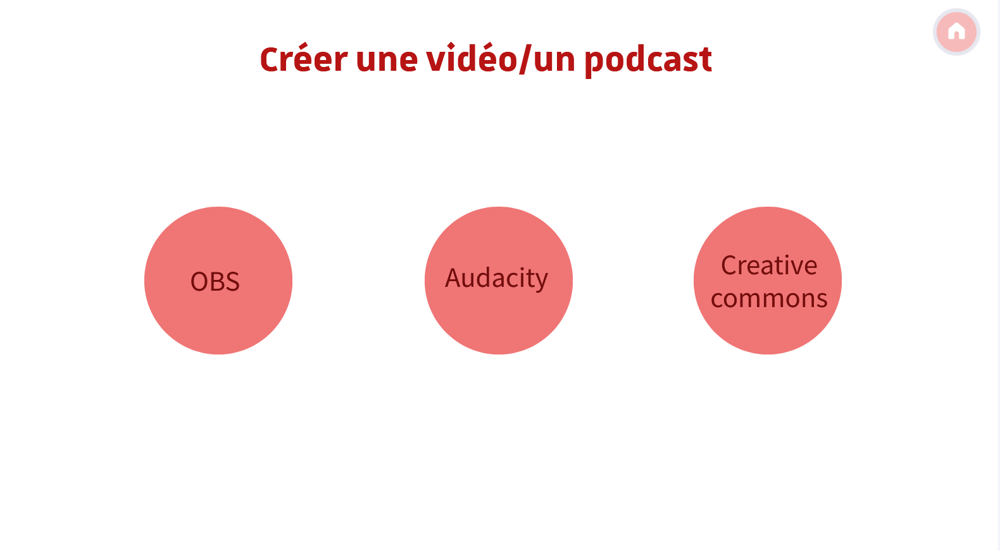 Créer une vidéo/un podcast
OBS
Audacity
Creative
commons